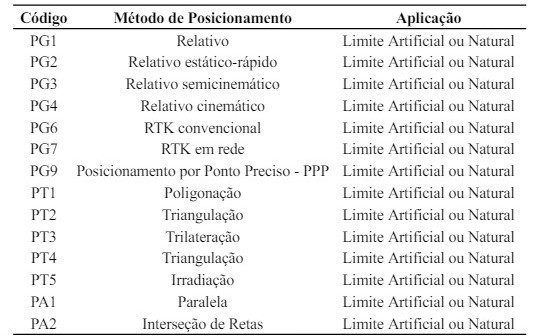 Código Método de Posicionamento Aplicação
PG1 Relativo Limite Artificial ou Natural
PG2 Relativo estático-rápido Limite Artificial ou Natural
PG3 Relativo semicinemático Limite Artificial ou Natural
PG4 Relativo cinemático Limite Artificial ou Natural
PG6 RTK convencional Limite Artificial ou Natural
PG7 RTK em rede Limite Artificial ou Natural
PG9 Posicionamento por Ponto Preciso - PPP Limite Artificial ou Natural
PT1 Poligonação Limite Artificial ou Natural
PT2 Triangulação Limite Artificial ou Natural
PT3 Trilateração Limite Artificial ou Natural
PT4 Triangulação Limite Artificial ou Natural
PT5 Irradiação Limite Artificial ou Natural
PA1 Paralela Limite Artificial ou Natural
PA2 Interseção de Retas Limite Artificial ou Natural